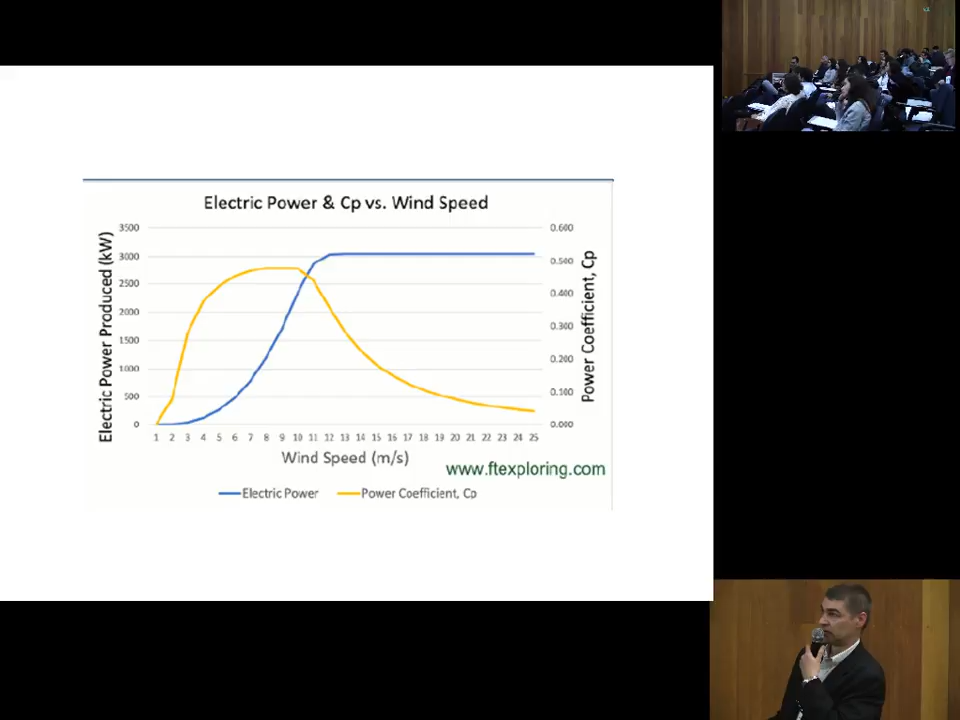 Electric Power & Cp vs. Wind Speed
Electric Power Produced (kW)
3500
3000
2500
2000
1500
1000
500
0
0.600
0.500
0.400
0.300
0.200
0.100
0.000
Power Coefficient, Cp
1 2 3 4 5 6 7 8 9 10 11 12 13 14 15 16 17 18 19 20 21 22 23 24 25
Wind Speed (m/s)
www.ftexploring.com
Electric Power Power Coefficient, Cp